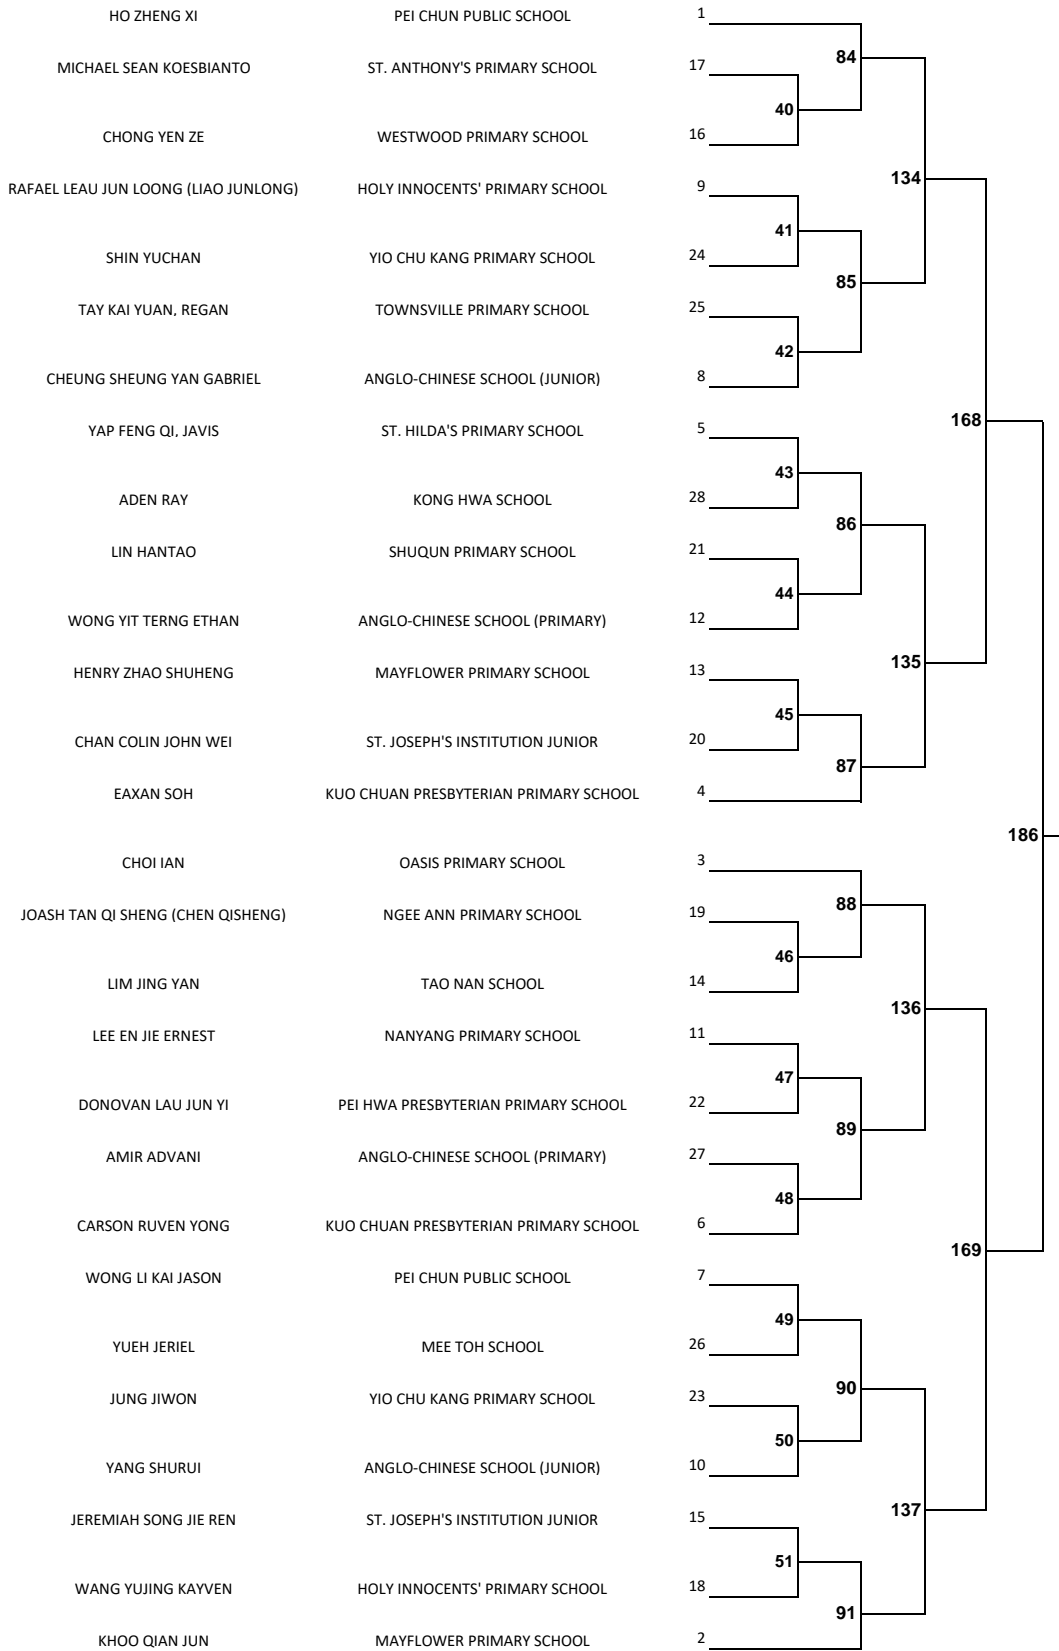 HO ZHENG XI PEI CHUN PUBLIC SCHOOL 1
84
MICHAEL SEAN KOESBIANTO ST. ANTHONY'S PRIMARY SCHOOL 17
40
CHONG YEN ZE WESTWOOD PRIMARY SCHOOL 16
134
RAFAEL LEAU JUN LOONG (LIAO JUNLONG) HOLY INNOCENTS' PRIMARY SCHOOL 9
41
SHIN YUCHAN YIO CHU KANG PRIMARY SCHOOL 24
85
TAY KAI YUAN, REGAN TOWNSVILLE PRIMARY SCHOOL 25
42
CHEUNG SHEUNG YAN GABRIEL ANGLO-CHINESE SCHOOL (JUNIOR) 8
168
YAP FENG QI, JAVIS ST. HILDA'S PRIMARY SCHOOL 5
43
ADEN RAY KONG HWA SCHOOL 28
86
LIN HANTAO SHUQUN PRIMARY SCHOOL 21
44
WONG YIT TERNG ETHAN ANGLO-CHINESE SCHOOL (PRIMARY) 12
135
HENRY ZHAO SHUHENG MAYFLOWER PRIMARY SCHOOL 13
45
CHAN COLIN JOHN WEI ST. JOSEPH'S INSTITUTION JUNIOR 20
87
EAXAN SOH KUO CHUAN PRESBYTERIAN PRIMARY SCHOOL 4
186
CHOI IAN OASIS PRIMARY SCHOOL 3
88
JOASH TAN QI SHENG (CHEN QISHENG) NGEE ANN PRIMARY SCHOOL 19
46
LIM JING YAN TAO NAN SCHOOL 14
136
LEE EN JIE ERNEST NANYANG PRIMARY SCHOOL 11
47
DONOVAN LAU JUN YI PEI HWA PRESBYTERIAN PRIMARY SCHOOL 22
89
AMIR ADVANI ANGLO-CHINESE SCHOOL (PRIMARY) 27
48
CARSON RUVEN YONG KUO CHUAN PRESBYTERIAN PRIMARY SCHOOL 6
169
WONG LI KAI JASON PEI CHUN PUBLIC SCHOOL 7
49
YUEH JERIEL MEE TOH SCHOOL 26
90
JUNG JIWON YIO CHU KANG PRIMARY SCHOOL 23
50
YANG SHURUI ANGLO-CHINESE SCHOOL (JUNIOR) 10
137
JEREMIAH SONG JIE REN ST. JOSEPH'S INSTITUTION JUNIOR 15
51
WANG YUJING KAYVEN HOLY INNOCENTS' PRIMARY SCHOOL 18
91
KHOO QIAN JUN MAYFLOWER PRIMARY SCHOOL 2